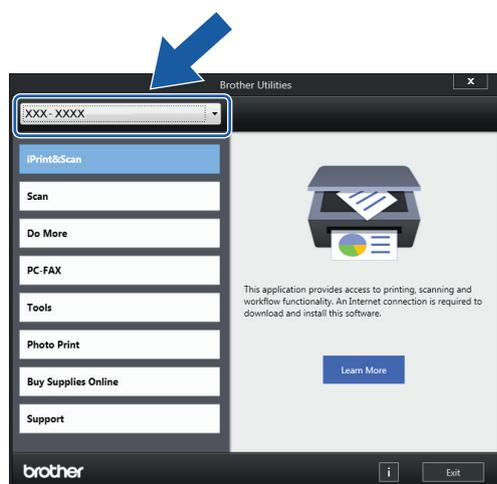 Brother Utilities
X
XXX- XXXX
iPrint&Scan
Scan
Do More
PC-FAX
Tools
Photo Print
Buy Supplies Online
Support
This application provides access to printing, scanning and
workflow functionality. An Internet connection is required to
download and install this software.
Learn More
brother
i
Exit